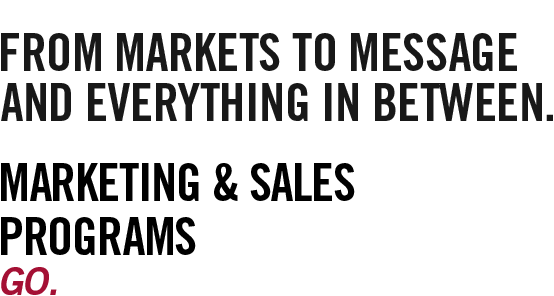 FROM MARKETS TO MESSAGE
AND EVERYTHING IN BETWEEN.
MARKETING & SALES
PROGRAMS
GO.